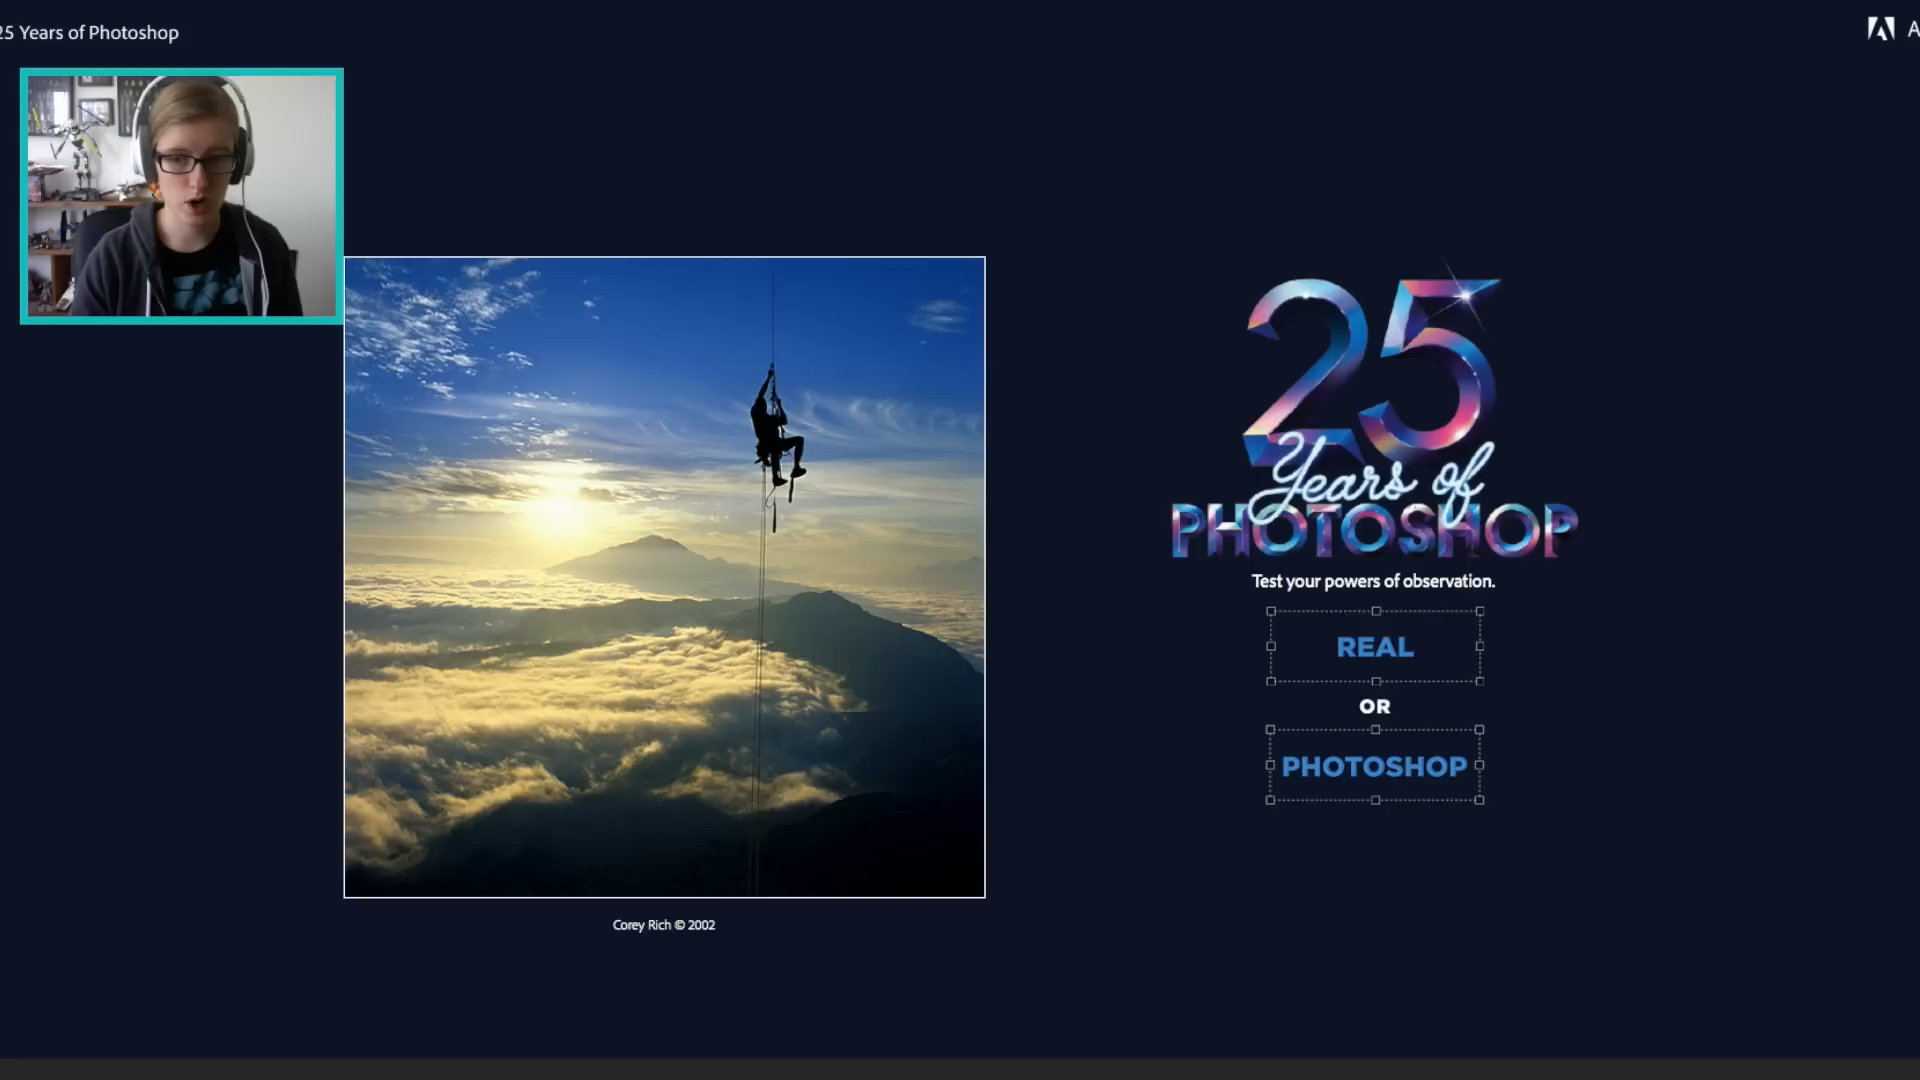 25 Years of Photoshop
A
25
Years of
PHOTOSHOP
Test your powers of observation.
REAL
OR
PHOTOSHOP
Corey Rich © 2002